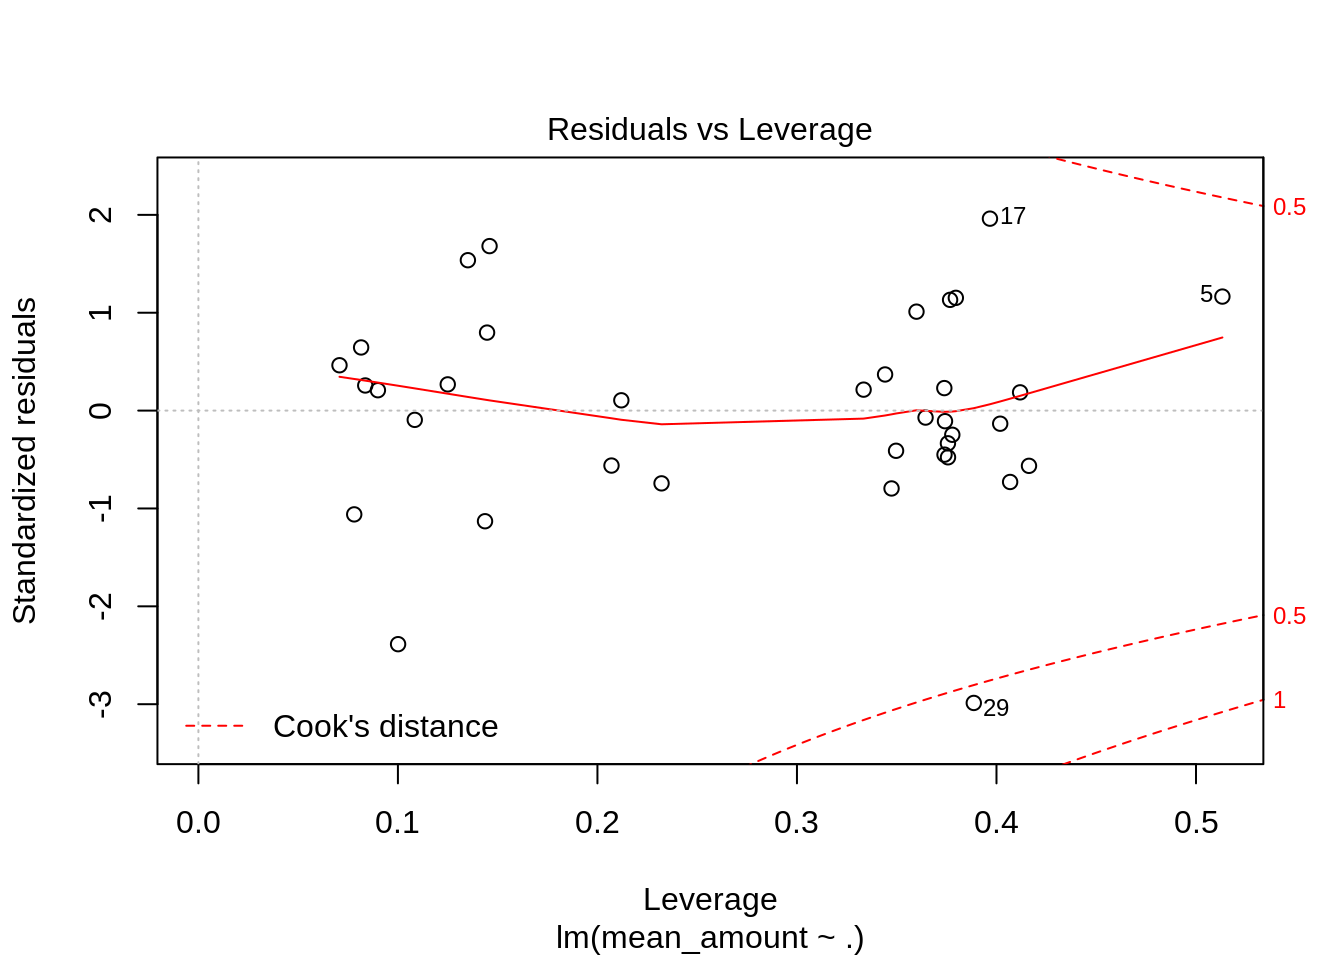 Residuals vs Leverage
Standardized residuals
2
1
0
-1
-2
-3
17
5
29
0.5
0.5
1
Cook's distance
0.0 0.1 0.2 0.3 0.4 0.5
Leverage
lm(mean_amount ~ .)